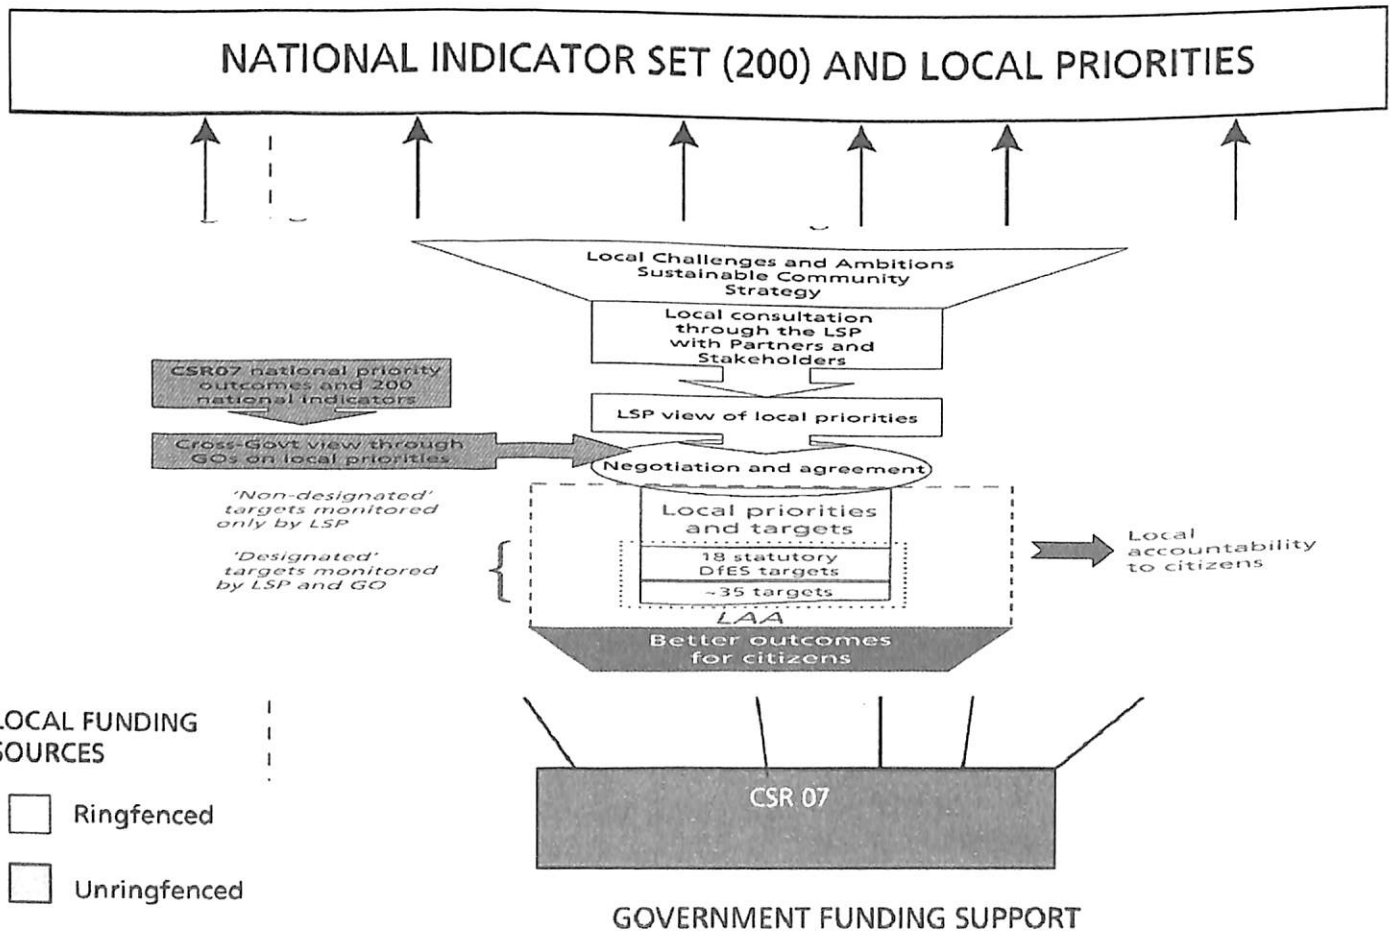 NATIONAL INDICATOR SET (200) AND LOCAL PRIORITIES
Local Challenges and Ambitions
Sustainable Community
Strategy
Local consultation
through the LSP
with Partners and
Stakeholders
CSR07 national priority
outcomes and 200
national indicators
LSP view of local priorities
Cross-Govt view through
GOs on local priorities
Negotiation and agreement
'Non-designated'
targets monitored
only by LSP
Local priorities
and targets
'Designated'
targets monitored
by LSP and GO
18 statutory
DfES targets
~35 targets
Local
accountability
to citizens
LAA
Better outcomes
for citizens
LOCAL FUNDING
SOURCES
Ringfenced
Unringfenced
CSR 07
GOVERNMENT FUNDING SUPPORT